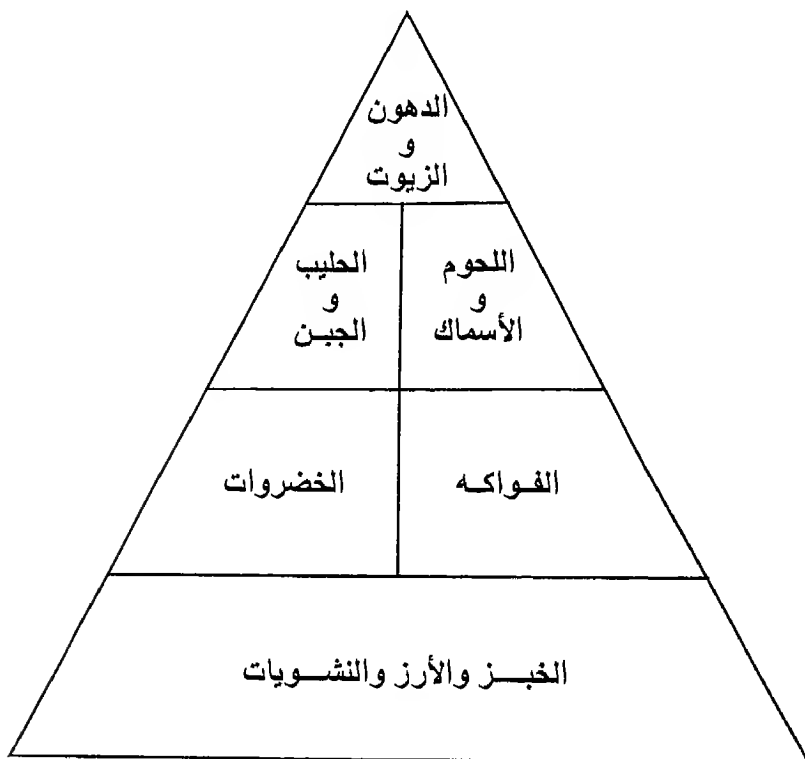 الدهون
و
الزيوت
اللحوم
و
الأسماك
الحليب
و
الجبن
الفواكه
الخضروات
الخبز والأرز والنشويات